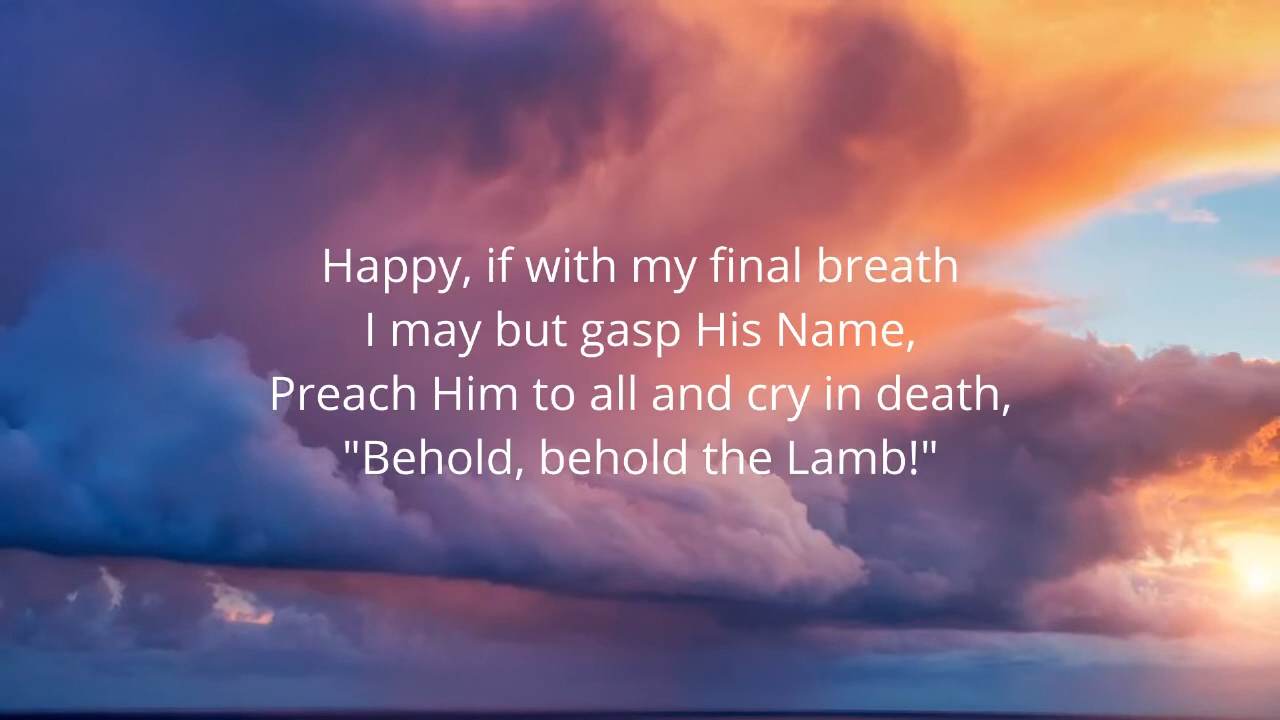 Happy, if with my final breath
I may but gasp His Name,
Preach Him to all and cry in death,
"Behold, behold the Lamb!"